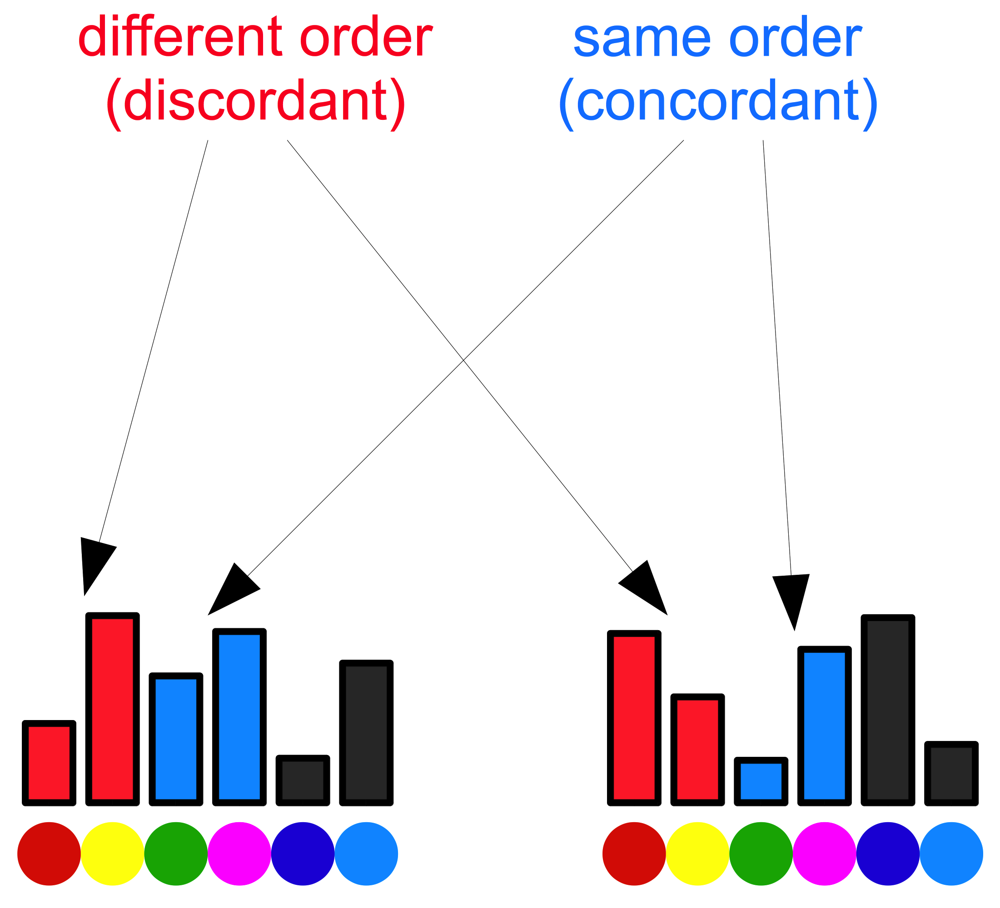 different order
(discordant)
same order
(concordant)